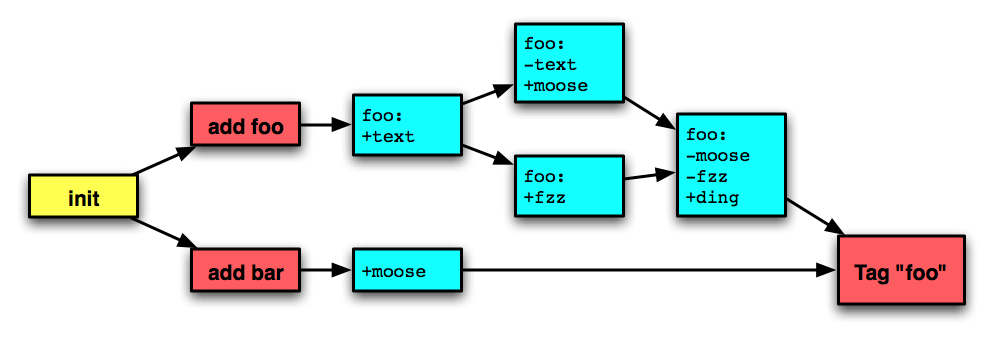 init
add foo
foo:
+text
foo:
-text
+moose
foo:
+fzz
foo:
-moose
-fzz
+ding
add bar
+moose
Tag "foo"